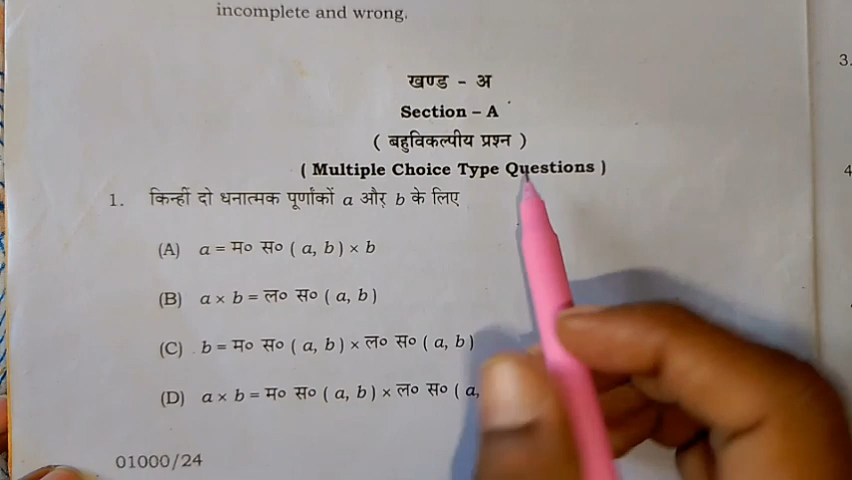 incomplete and wrong.
खण्ड - अ
Section – A
( बहुविकल्पीय प्रश्न )
( Multiple Choice Type Questions )
1. किन्हीं दो धनात्मक पूर्णांकों a और b के लिए
(A) a = म० स० ( a, b ) × b
(B) a × b = ल० स० ( a, b )
(C) b = म० स० ( a, b ) × ल० स० ( a, b )
(D) a × b = म० स० ( a, b ) × ल० स० ( a,
01000/24
3.
4